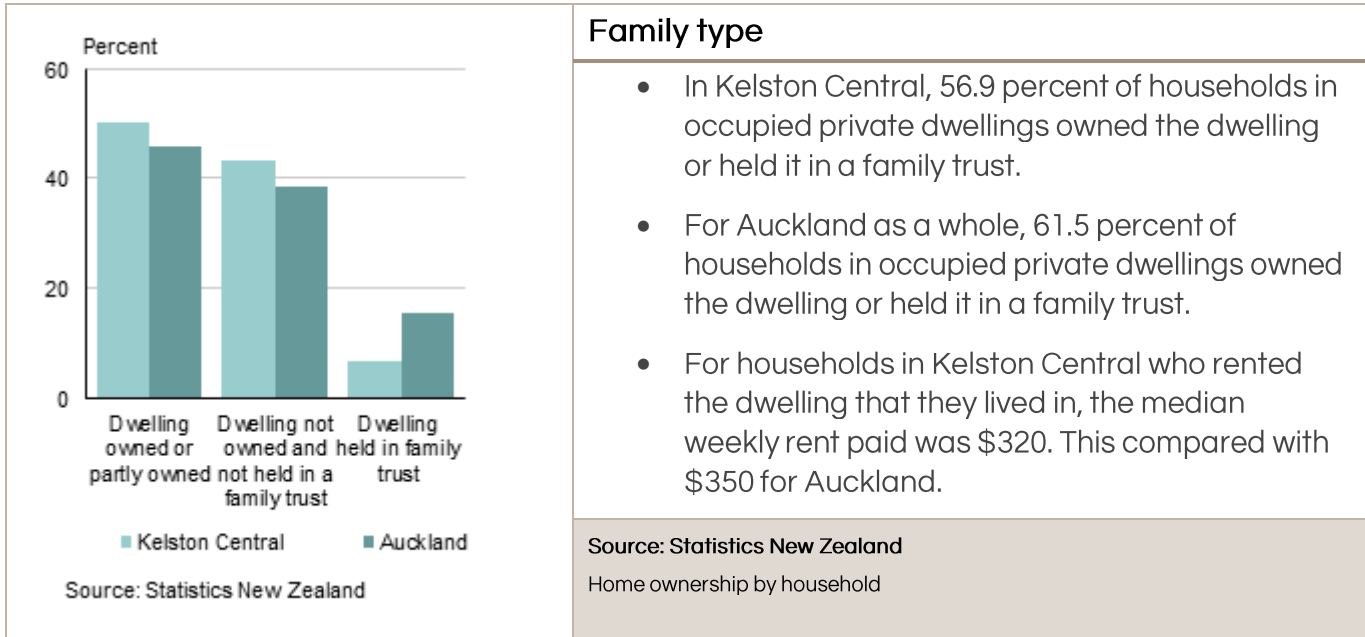 Percent
60
40
20
0
Dwelling owned or partly owned
Dwelling not owned and not held in a family trust
Dwelling held in family trust
Kelston Central
Auckland
Source: Statistics New Zealand
Family type
• In Kelston Central, 56.9 percent of households in
occupied private dwellings owned the dwelling
or held it in a family trust.
• For Auckland as a whole, 61.5 percent of
households in occupied private dwellings owned
the dwelling or held it in a family trust.
• For households in Kelston Central who rented
the dwelling that they lived in, the median
weekly rent paid was $320. This compared with
$350 for Auckland.
Source: Statistics New Zealand
Home ownership by household